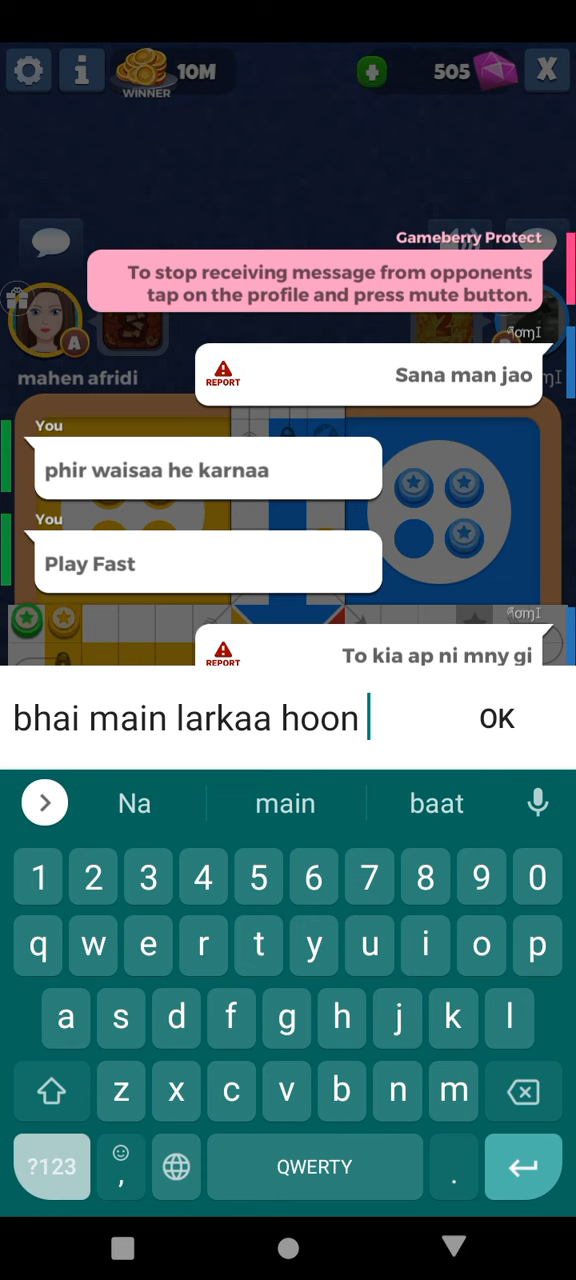 10M
505
X
WINNER
Gameberry Protect
To stop receiving message from opponents
tap on the profile and press mute button.
A
mahen afridi
REPORT
Sana man jao
You
phir waisaa he karnaa
You
Play Fast
REPORT
To kia ap ni mny gi
bhai main larkaa hoon
OK
Na
main
baat
1 2 3 4 5 6 7 8 9 0
q w e r t y u i o p
a s d f g h j k l
z x c v b n m
?123
,
QWERTY
.